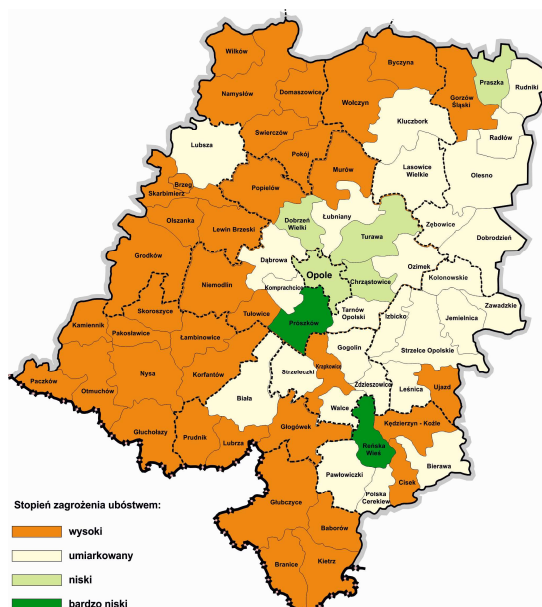 Wilków
Byczyna
Praszka
Rudniki
Namysłów
Domaszowice
Wołczyn
Gorzów
Śląski
Kluczbork
Świerczów
Radłów
Lubsza
Pokój
Murów
Lasowice
Wielkie
Olesno
Brzeg
Skarbimierz
Popielów
Olszanka
Lewin Brzeski
Dobrzeń
Wielki
Łubniany
Turawa
Zębowice
Dobrodzień
Grodków
Dąbrowa
Opole
Ozimek
Kolonowskie
Niemodlin
Komprachcice
Chrząstowice
Zawadzkie
Skoroszyce
Kamiennik
Tułowice
Prószków
Tarnów
Opolski
Izbicko
Jemielnica
Pakosławice
Łambinowice
Gogolin
Strzelce Opolskie
Paczków
Nysa
Korfantów
Strzeleczki
Krapkowice
Zdzieszowice
Leśnica
Ujazd
Otmuchów
Biała
Walce
Głuchołazy
Prudnik
Lubrza
Głogówek
Kędzierzyn – Koźle
Reńska
Wieś
Pawłowiczki
Cisek
Bierawa
Polska
Cerekiew
Głubczyce
Baborów
Branice
Kietrz
Stopień zagrożenia ubóstwem:
wysoki
umiarkowany
niski
bardzo niski